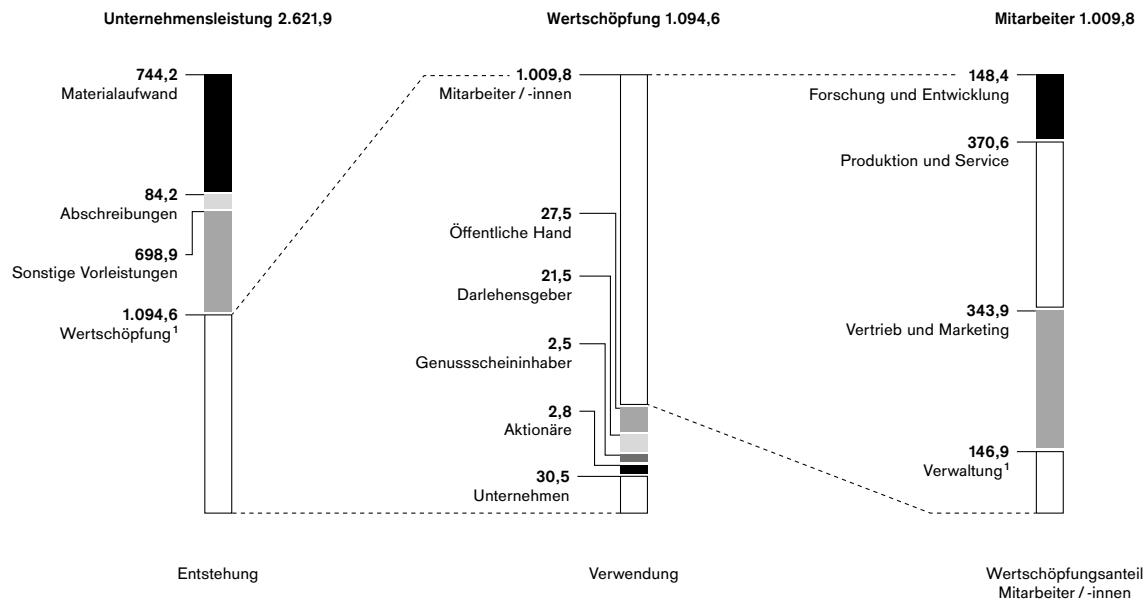 Unternehmensleistung 2.621,9
744,2
Materialaufwand
84,2
Abschreibungen
698,9
Sonstige Vorleistungen
1.094,6
Wertschöpfung¹
Entstehung
Wertschöpfung 1.094,6
1.009,8
Mitarbeiter / -innen
27,5
Öffentliche Hand
21,5
Darlehensgeber
2,5
Genussscheininhaber
2,8
Aktionäre
30,5
Unternehmen
Verwendung
Mitarbeiter 1.009,8
148,4
Forschung und Entwicklung
370,6
Produktion und Service
343,9
Vertrieb und Marketing
146,9
Verwaltung¹
Wertschöpfungsanteil
Mitarbeiter / -innen